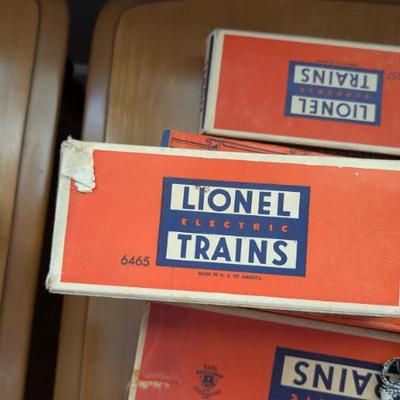 LIONEL
ELECTRIC
TRAINS
LIONEL
ELECTRIC
TRAINS
6465
MADE IN U. S. OF AMERICA
TRAINS